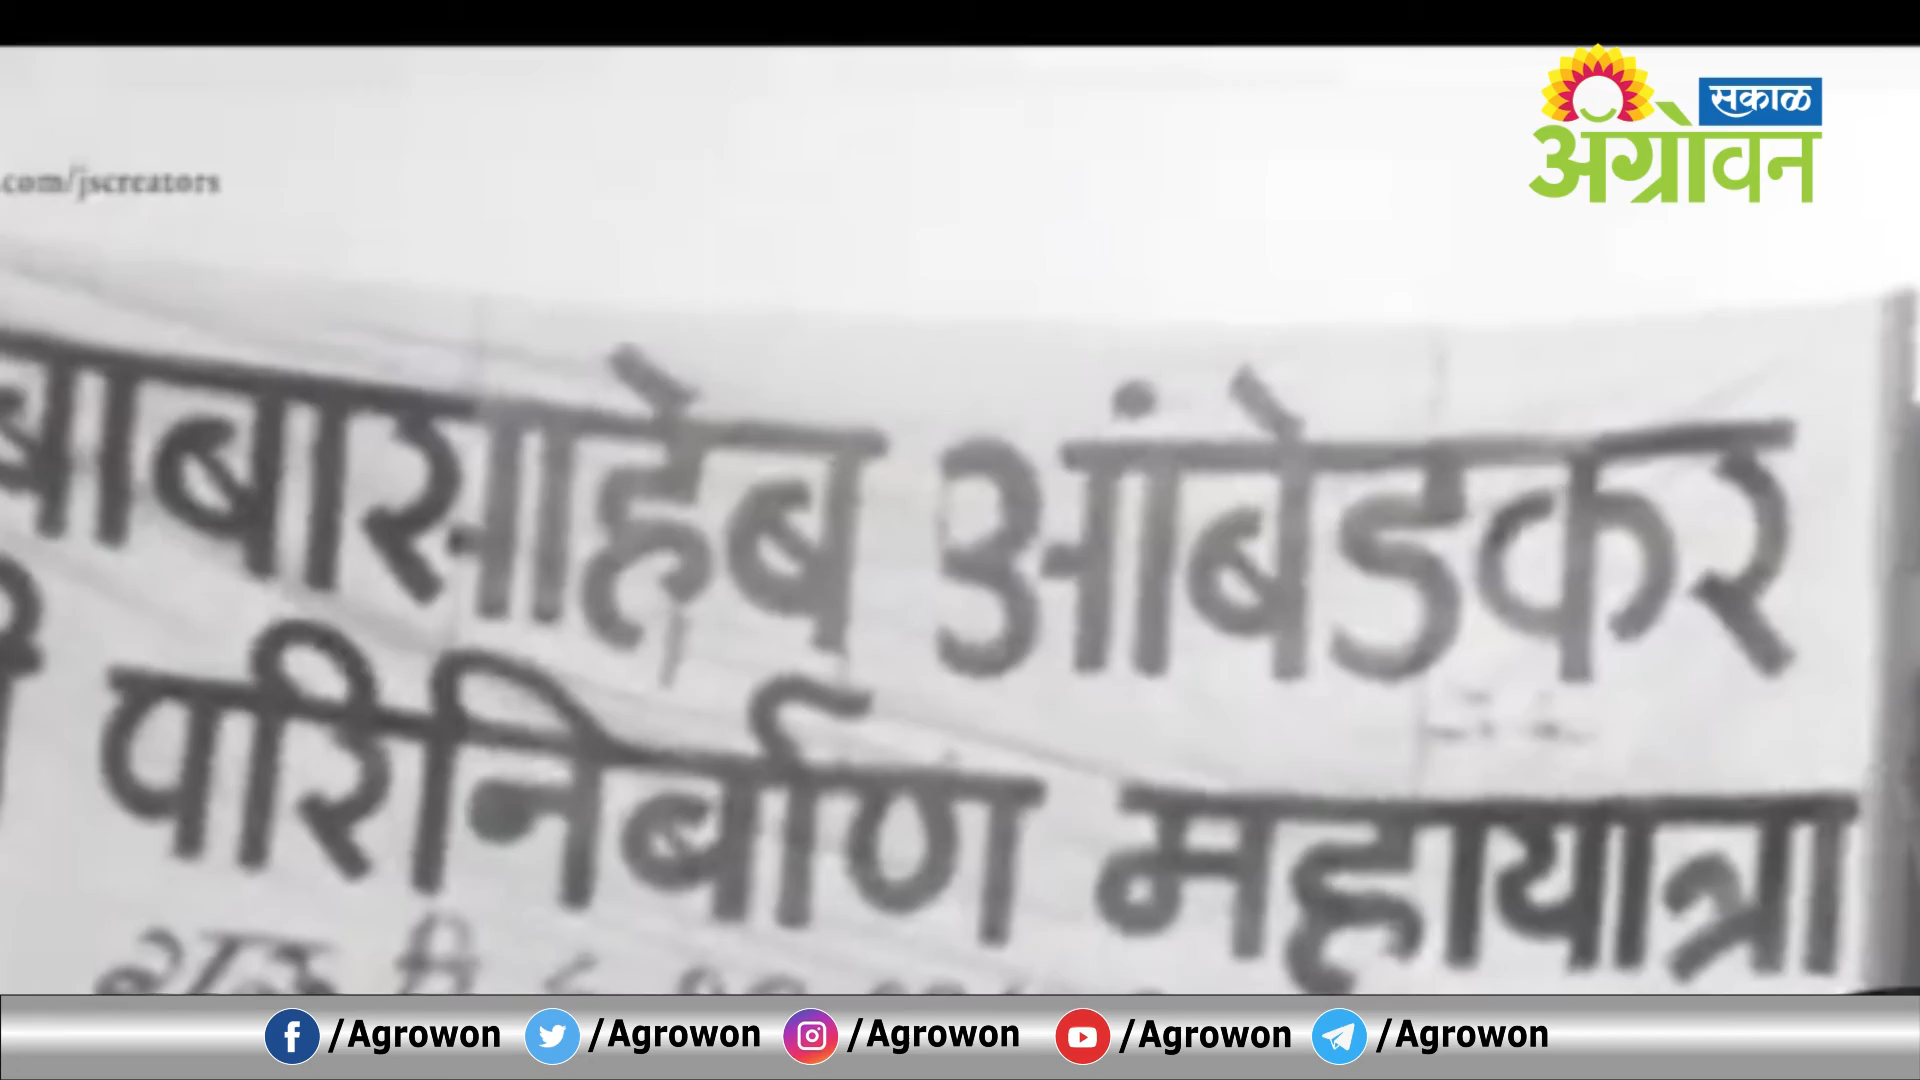 सकाळ
अॅग्रोवन
.com/jscreators
बाबासाहेब आंबेडकर
परिनिर्बाण महायात्रा
/Agrowon /Agrowon /Agrowon /Agrowon /Agrowon